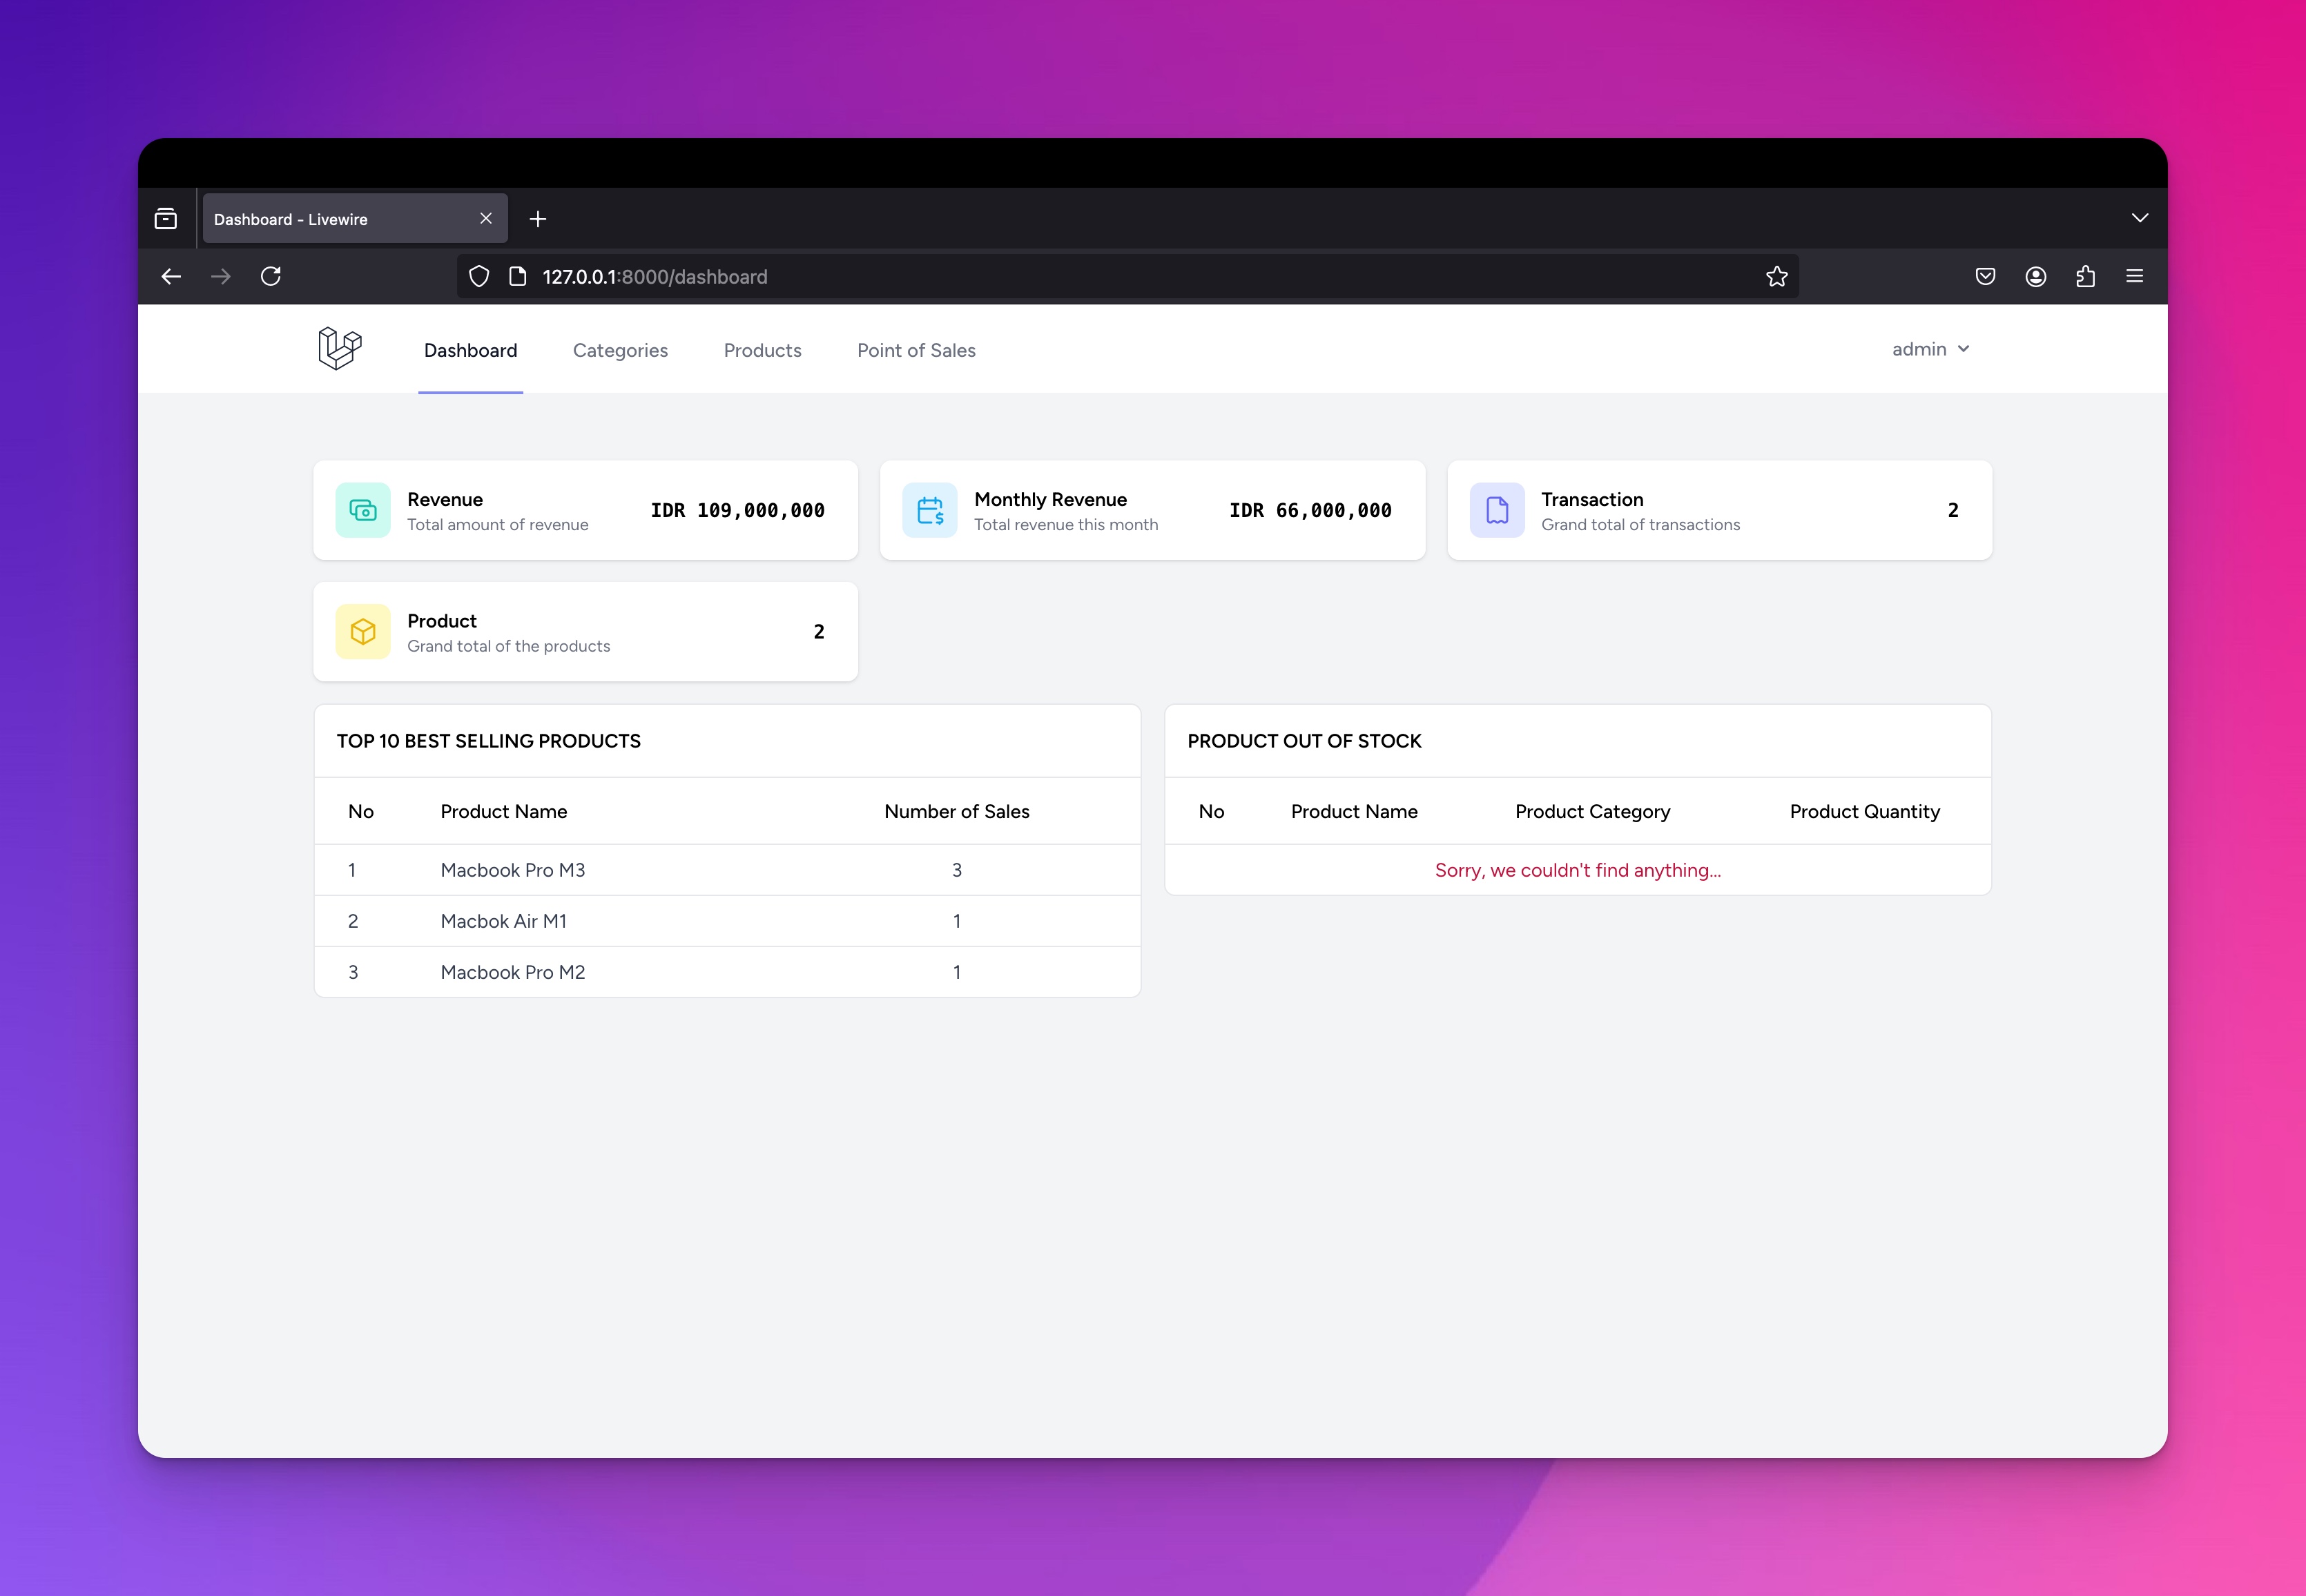 Dashboard - Livewire
127.0.0.1:8000/dashboard
Dashboard Categories Products Point of Sales admin
Revenue
Total amount of revenue
IDR 109,000,000
Monthly Revenue
Total revenue this month
IDR 66,000,000
Transaction
Grand total of transactions
2
Product
Grand total of the products
2
TOP 10 BEST SELLING PRODUCTS
No Product Name Number of Sales
1 Macbook Pro M3 3
2 Macbok Air M1 1
3 Macbook Pro M2 1
PRODUCT OUT OF STOCK
No Product Name Product Category Product Quantity
Sorry, we couldn't find anything...